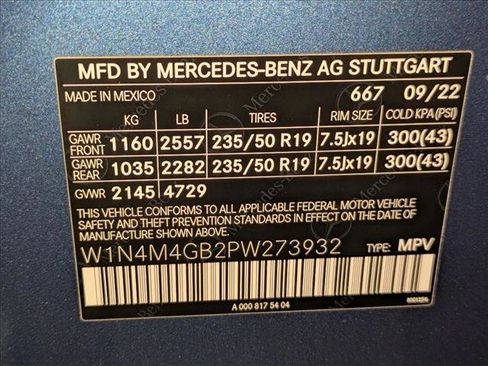 MFD BY MERCEDES-BENZ AG STUTTGART
MADE IN MEXICO 667 09/22
KG LB TIRES RIM SIZE COLD KPA(PSI)
GAWR FRONT 1160 2557 235/50 R19 7.5Jx19 300(43)
GAWR REAR 1035 2282 235/50 R19 7.5Jx19 300(43)
GVWR 2145 4729
THIS VEHICLE CONFORMS TO ALL APPLICABLE FEDERAL MOTOR VEHICLE
SAFETY AND THEFT PREVENTION STANDARDS IN EFFECT ON THE DATE
OF MANUFACTURE SHOWN ABOVE.
W1N4M4GB2PW273932 TYPE: MPV
A 000 817 54 04